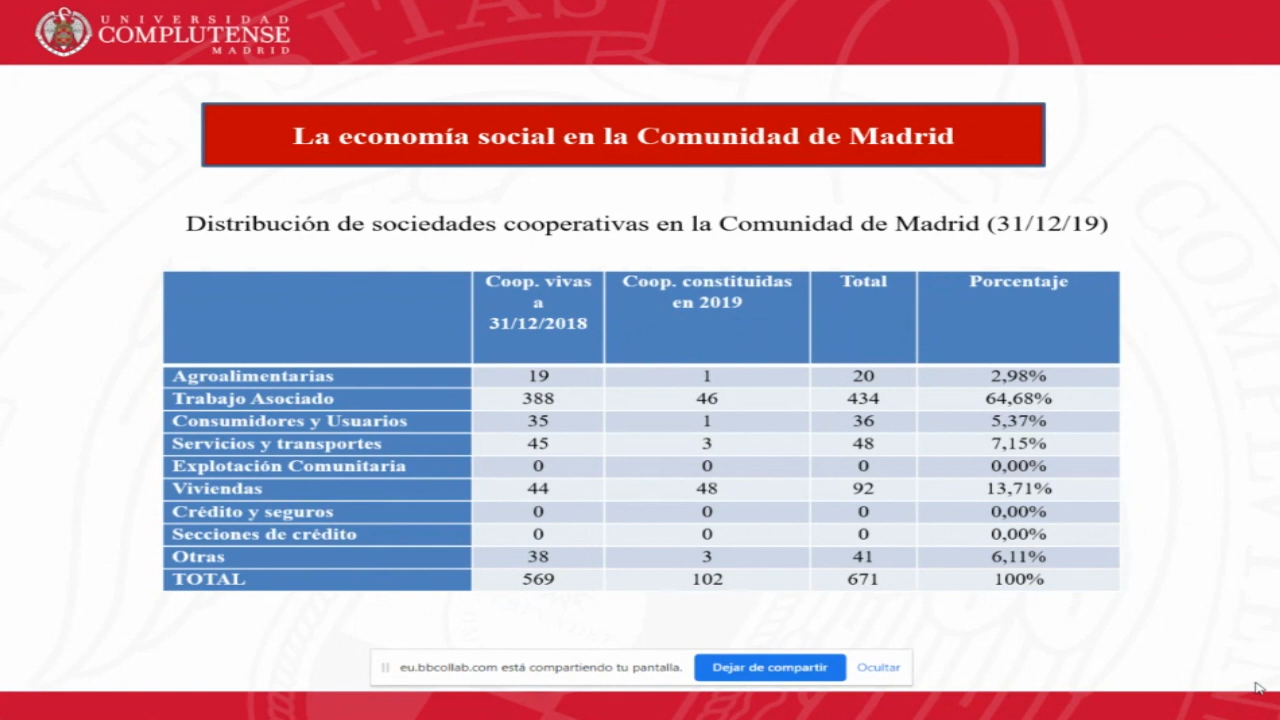 UNIVERSIDAD
COMPLUTENSE
MADRID
La economía social en la Comunidad de Madrid
Distribución de sociedades cooperativas en la Comunidad de Madrid (31/12/19)
Coop. vivas a 31/12/2018 Coop. constituidas en 2019 Total Porcentaje
Agroalimentarias 19 1 20 2,98%
Trabajo Asociado 388 46 434 64,68%
Consumidores y Usuarios 35 1 36 5,37%
Servicios y transportes 45 3 48 7,15%
Explotación Comunitaria 0 0 0 0,00%
Viviendas 44 48 92 13,71%
Crédito y seguros 0 0 0 0,00%
Secciones de crédito 0 0 0 0,00%
Otras 38 3 41 6,11%
TOTAL 569 102 671 100%
eu.bbcollab.com está compartiendo tu pantalla. Dejar de compartir Ocultar